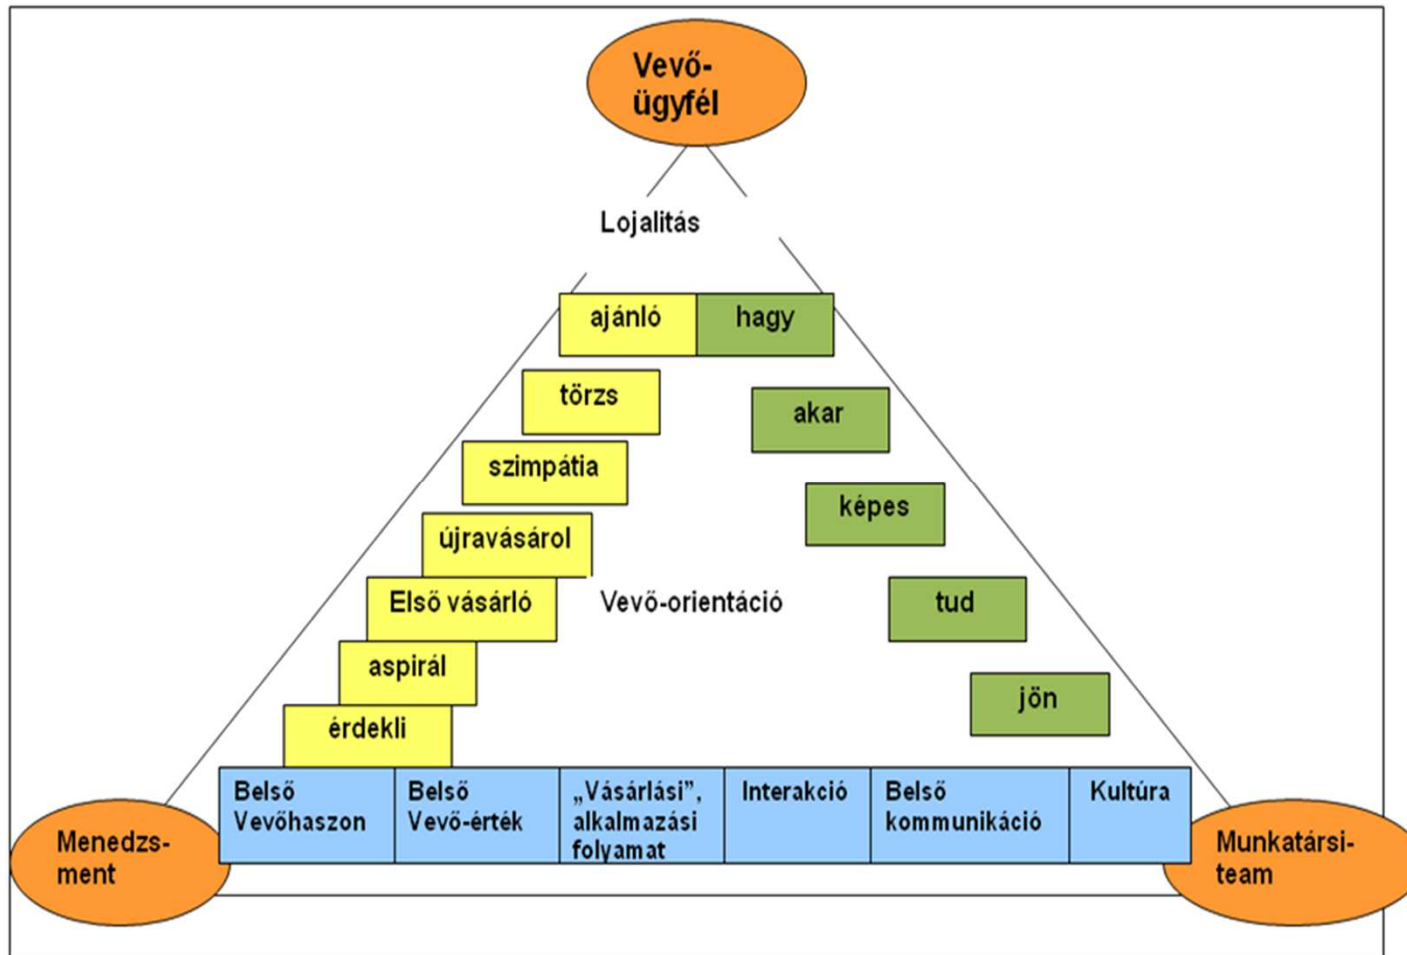 Vevő-
ügyfél
Lojalitás
ajánló
hagy
törzs
akar
szimpátia
képes
újravásárol
Első vásárló
Vevő-orientáció
tud
aspirál
jön
érdekli
Belső
Vevőhaszon
Belső
Vevő-érték
„Vásárlási”,
alkalmazási
folyamat
Interakció
Belső
kommunikáció
Kultúra
Menedzs-
ment
Munkatársi-
team